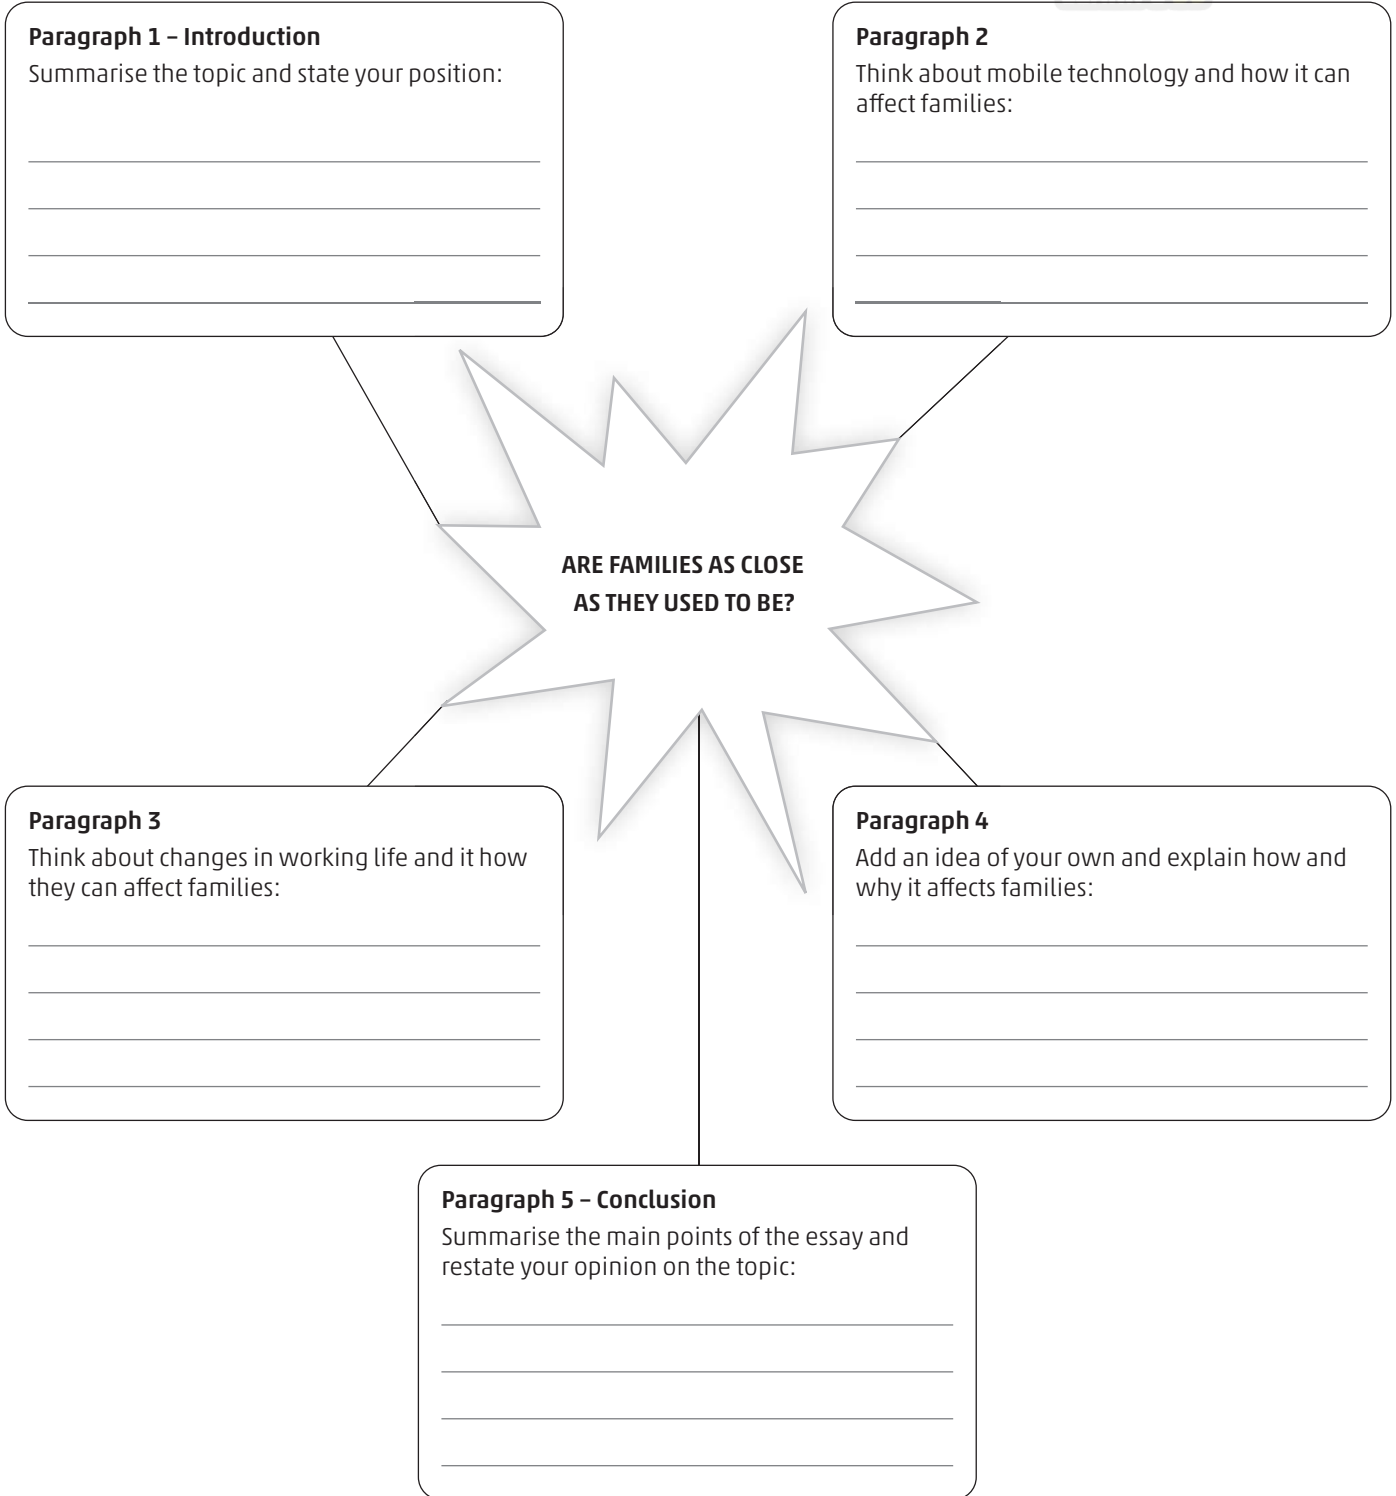 Paragraph 1 – Introduction
Summarise the topic and state your position:
Paragraph 2
Think about mobile technology and how it can
affect families:
ARE FAMILIES AS CLOSE
AS THEY USED TO BE?
Paragraph 3
Think about changes in working life and it how
they can affect families:
Paragraph 4
Add an idea of your own and explain how and
why it affects families:
Paragraph 5 – Conclusion
Summarise the main points of the essay and
restate your opinion on the topic: